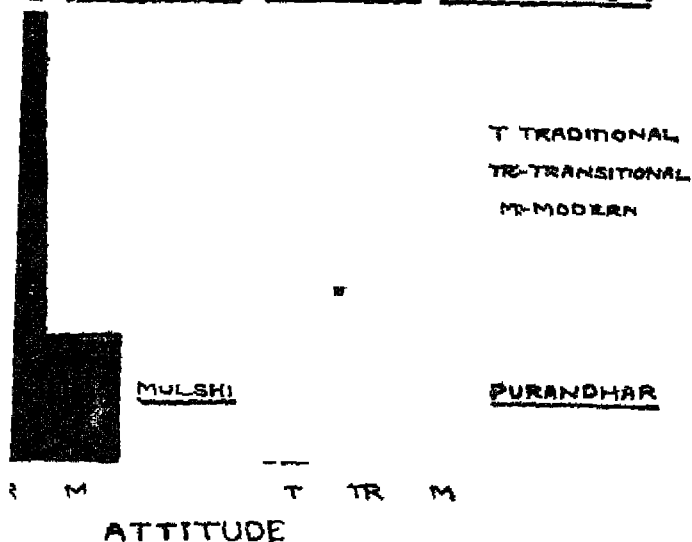 T TRADITIONAL
TR-TRANSITIONAL
M-MODERN
MULSHI PURANDHAR
M T TR M
ATTITUDE